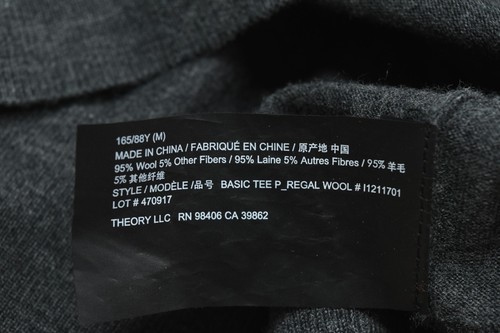 165/88Y (M)
MADE IN CHINA / FABRIQUÉ EN CHINE / 原产地 中国
95% Wool 5% Other Fibers / 95% Laine 5% Autres Fibres / 95% 羊毛
5% 其他纤维
STYLE / MODÈLE /品号 BASIC TEE P_REGAL WOOL # I1211701
LOT # 470917
THEORY LLC RN 98406 CA 39862